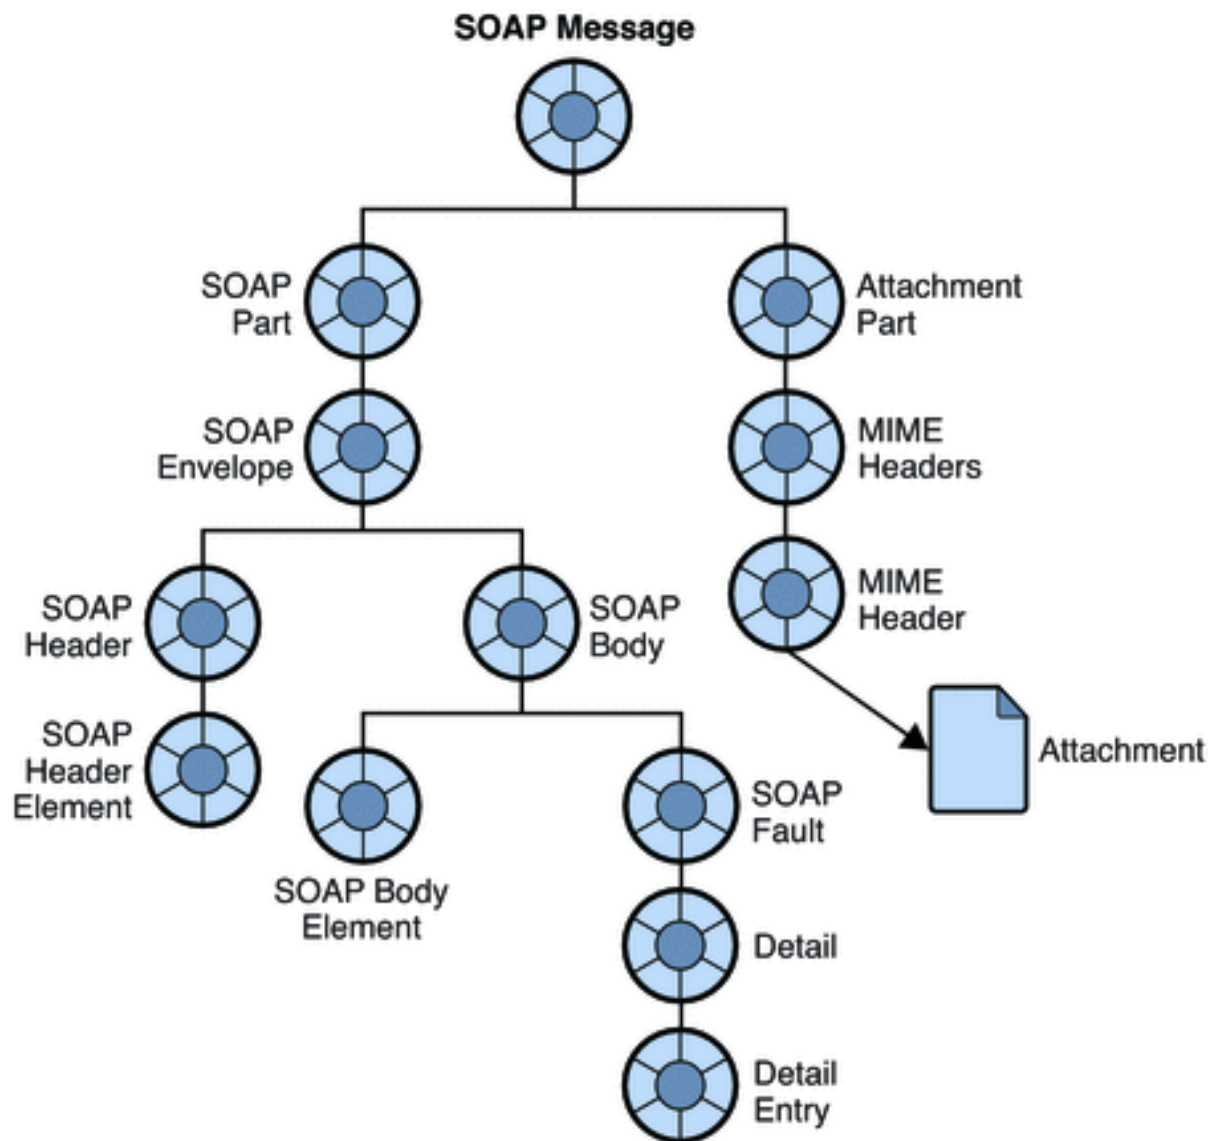 SOAP Message
SOAP
Part
Attachment
Part
SOAP
Envelope
MIME
Headers
SOAP
Header
SOAP
Body
MIME
Header
SOAP
Header
Element
Attachment
SOAP Body
Element
SOAP
Fault
Detail
Detail
Entry